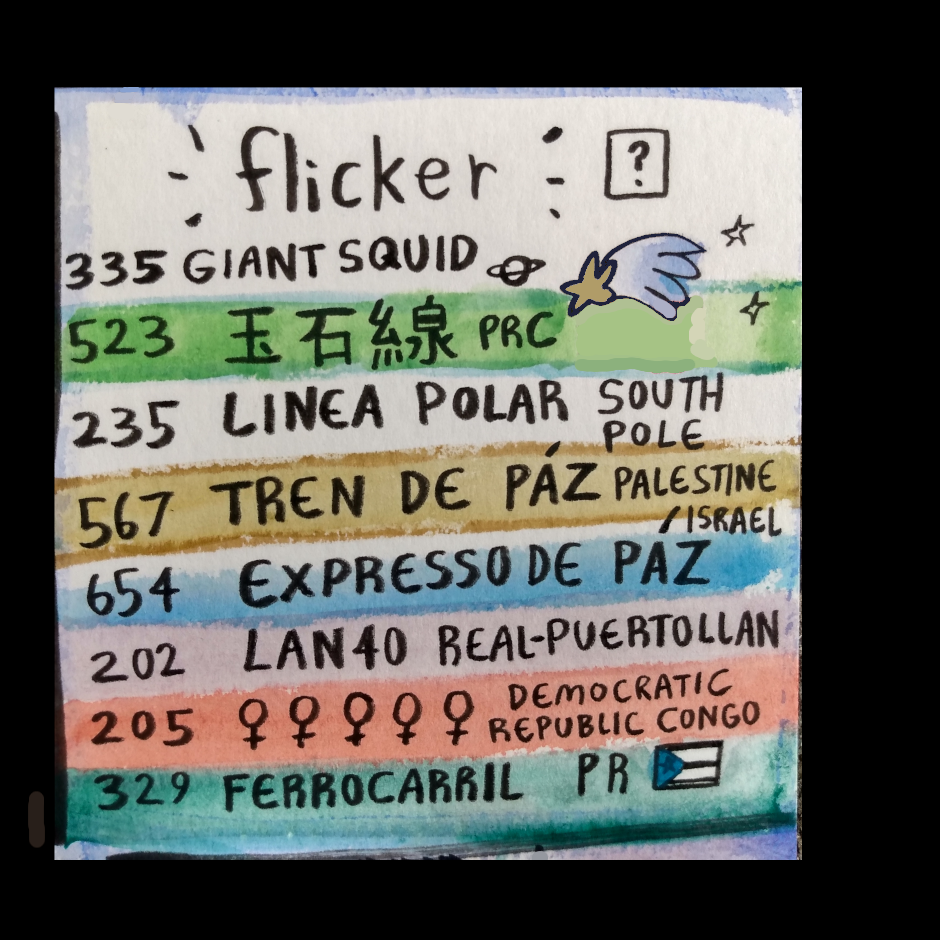 flicker ?
335 GIANT SQUID
523 玉石線 PRC
235 LINEA POLAR SOUTH
POLE
567 TREN DE PÁZ PALESTINE
/ISRAEL
654 EXPRESSO DE PAZ
202 LAN40 REAL-PUERTOLLAN
205 ♀♀♀♀♀ DEMOCRATIC
REPUBLIC CONGO
329 FERROCARRIL PR